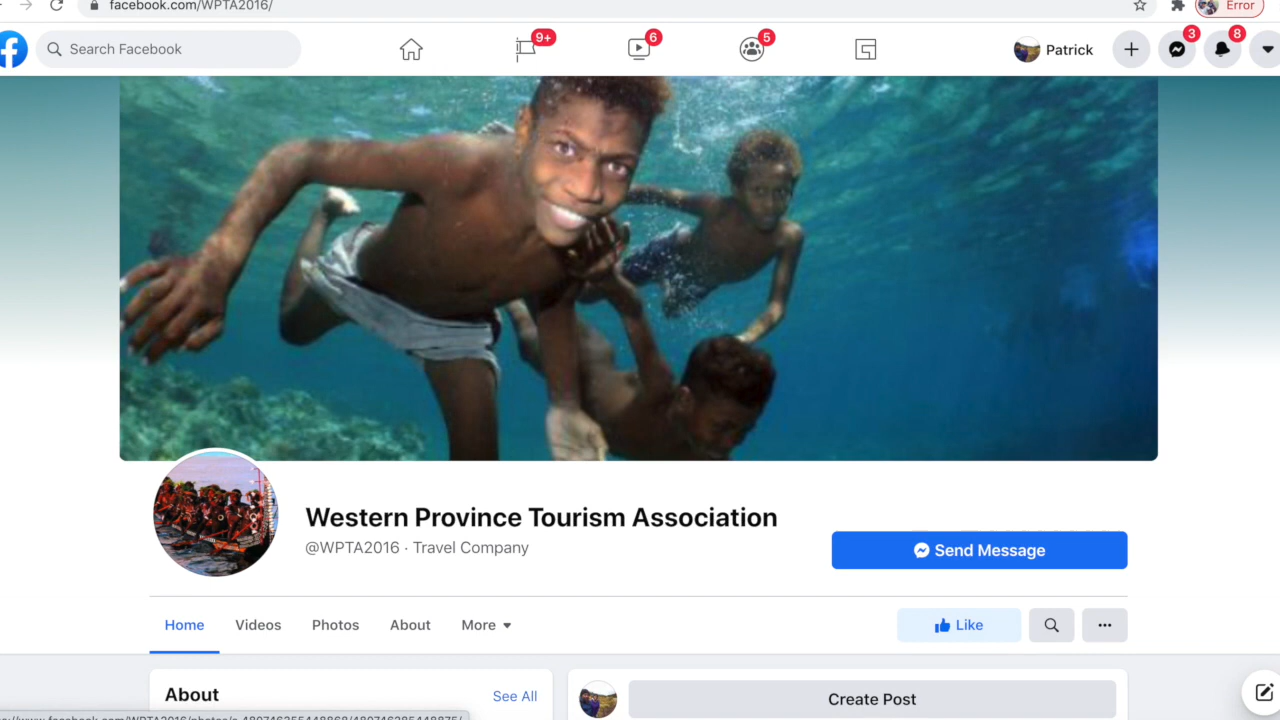 facebook.com/WPTA2016/
Error
Search Facebook
9+
6
5
Patrick
3
8
Western Province Tourism Association
@WPTA2016 · Travel Company
Send Message
Home
Videos
Photos
About
More
Like
About
See All
Create Post